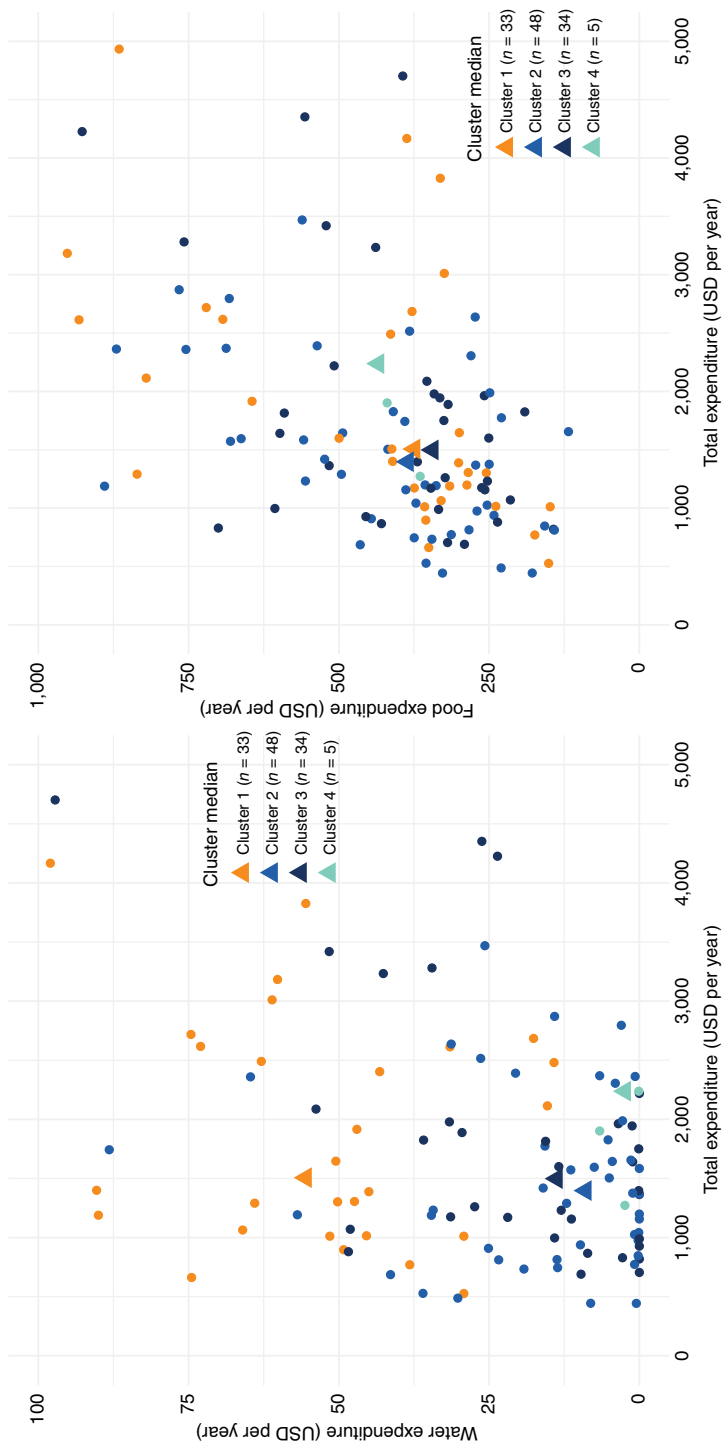 100
75
50
25
0
Water expenditure (USD per year)
0
1,000
2,000
3,000
4,000
5,000
Total expenditure (USD per year)
Cluster median
Cluster 1 (n = 33)
Cluster 2 (n = 48)
Cluster 3 (n = 34)
Cluster 4 (n = 5)
1,000
750
500
250
0
Food expenditure (USD per year)
0
1,000
2,000
3,000
4,000
5,000
Total expenditure (USD per year)
Cluster median
Cluster 1 (n = 33)
Cluster 2 (n = 48)
Cluster 3 (n = 34)
Cluster 4 (n = 5)